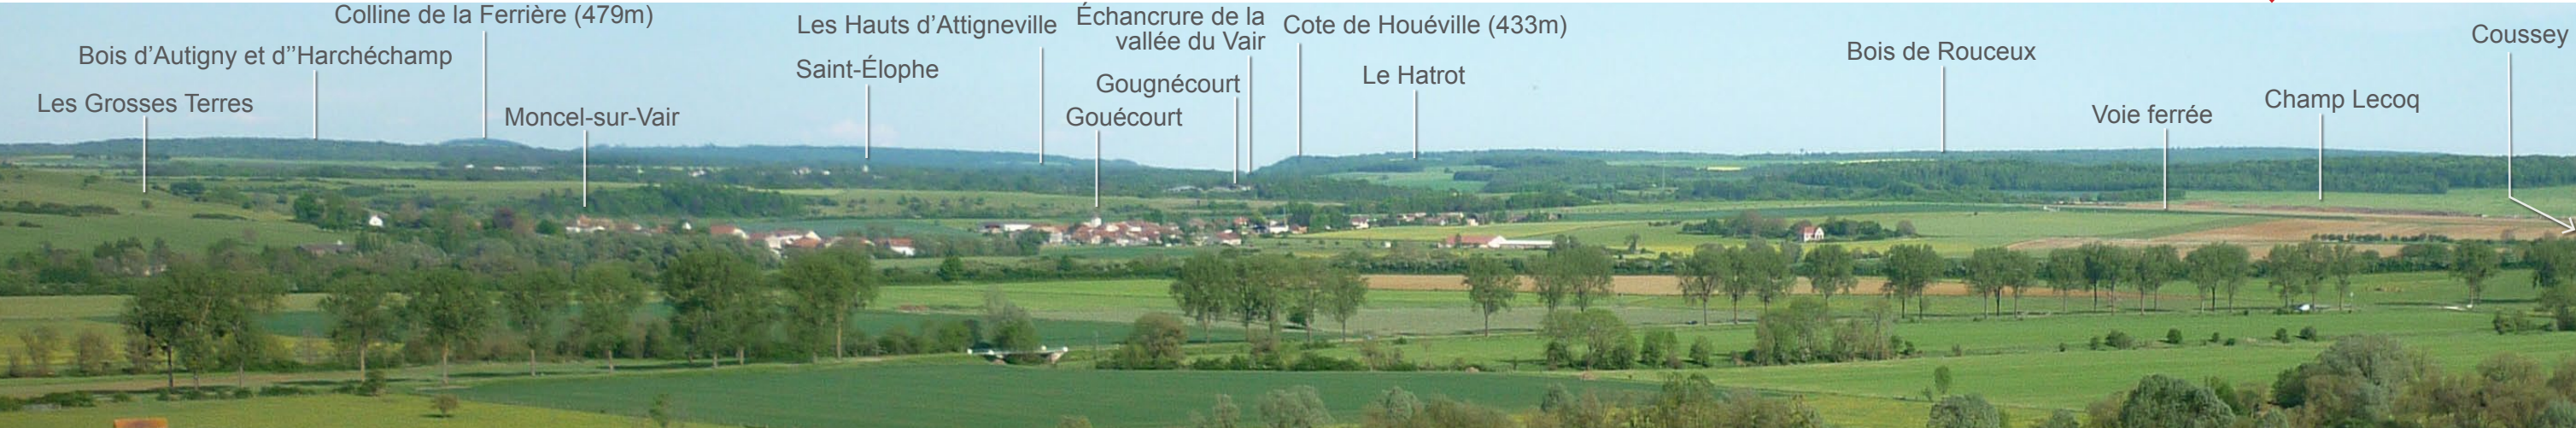 Colline de la Ferrière (479m)
Les Hauts d’Attigneville
Échancrure de la
vallée du Vair
Cote de Houéville (433m)
Coussey
Bois d’Autigny et d’’Harchéchamp
Saint-Élophe
Bois de Rouceux
Gougnécourt
Le Hatrot
Les Grosses Terres
Moncel-sur-Vair
Gouécourt
Voie ferrée
Champ Lecoq